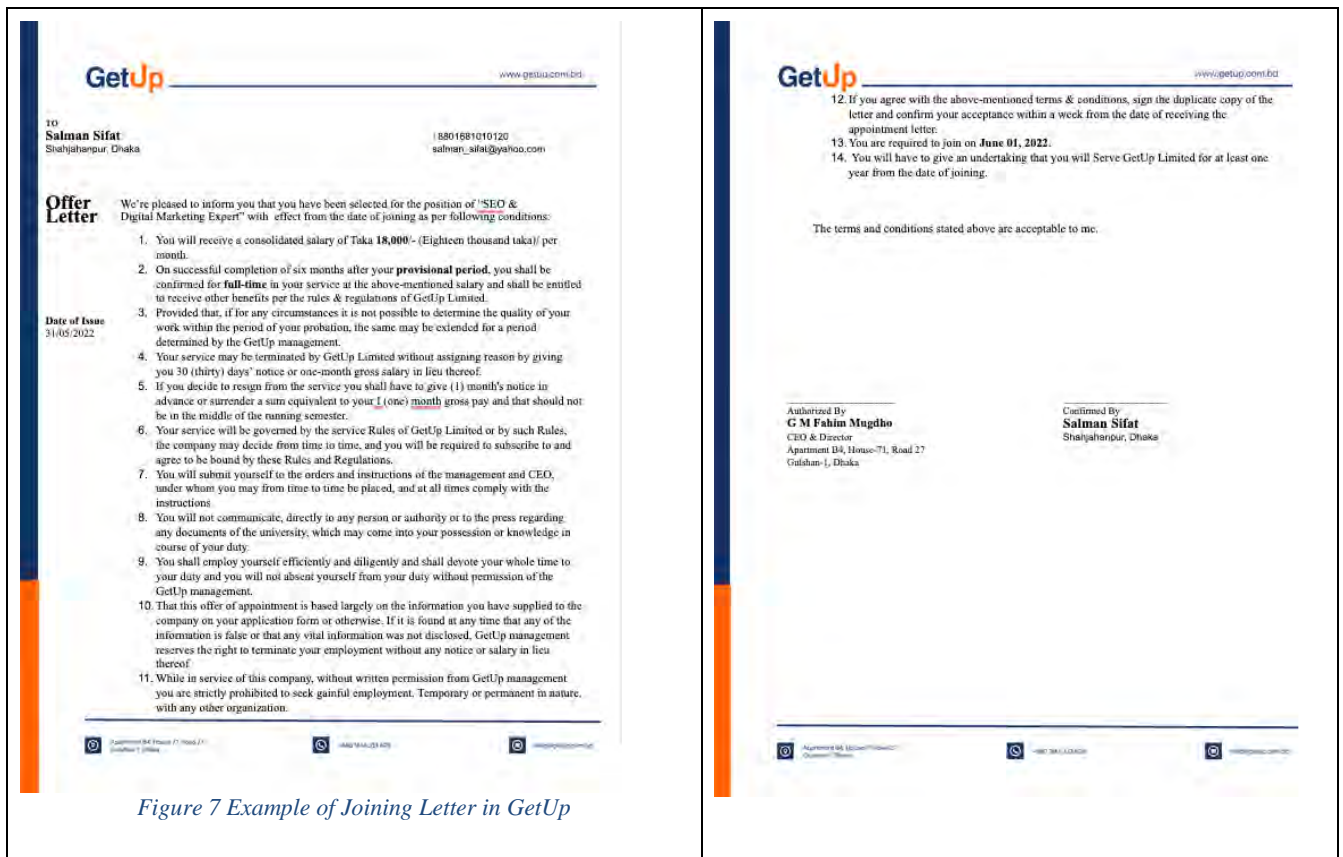 GetUp
www.getup.com.bd
TO
Salman Sifat
Shahjahanpur, Dhaka
8801681010120
salman_sifat@yahoo.com
Offer
Letter
We're pleased to inform you that you have been selected for the position of "SEO &
Digital Marketing Expert" with effect from the date of joining as per following conditions:
1. You will receive a consolidated salary of Taka 18,000/- (Eighteen thousand taka)/ per
month.
2. On successful completion of six months after your provisional period, you shall be
confirmed for full-time in your service at the above-mentioned salary and shall be entitled
to receive other benefits per the rules & regulations of GetUp Limited.
Date of Issue
31/05/2022
3. Provided that, if for any circumstances it is not possible to determine the quality of your
work within the period of your probation, the same may be extended for a period
determined by the GetUp management.
4. Your service may be terminated by GetUp Limited without assigning reason by giving
you 30 (thirty) days' notice or one-month gross salary in lieu thereof.
5. If you decide to resign from the service you shall have to give (1) month's notice in
advance or surrender a sum equivalent to your 1 (one) month gross pay and that should not
be in the middle of the running semester.
6. Your service will be governed by the service Rules of GetUp Limited or by such Rules,
the company may decide from time to time, and you will be required to subscribe to and
agree to be bound by these Rules and Regulations.
7. You will submit yourself to the orders and instructions of the management and CEO,
under whom you may from time to time be placed, and at all times comply with the
instructions
8. You will not communicate, directly to any person or authority or to the press regarding
any documents of the university, which may come into your possession or knowledge in
course of your duty.
9. You shall employ yourself efficiently and diligently and shall devote your whole time to
your duty and you will not absent yourself from your duty without permission of the
GetUp management.
10. That this offer of appointment is based largely on the information you have supplied to the
company on your application form or otherwise. If it is found at any time that any of the
information is false or that any vital information was not disclosed, GetUp management
reserves the right to terminate your employment without any notice or salary in lieu
thereof
11. While in service of this company, without written permission from GetUp management
you are strictly prohibited to seek gainful employment. Temporary or permanent in nature,
with any other organization.
Figure 7 Example of Joining Letter in GetUp
GetUp
www.getup.com.bd
12. If you agree with the above-mentioned terms & conditions, sign the duplicate copy of the
letter and confirm your acceptance within a week from the date of receiving the
appointment letter.
13. You are required to join on June 01, 2022.
14. You will have to give an undertaking that you will Serve GetUp Limited for at least one
year from the date of joining.
The terms and conditions stated above are acceptable to me.
Authorized By
G M Fahim Mugdho
CEO & Director
Apartment B4, House-71, Road 27
Gulshan-1, Dhaka
Confirmed By
Salman Sifat
Shahjahanpur, Dhaka